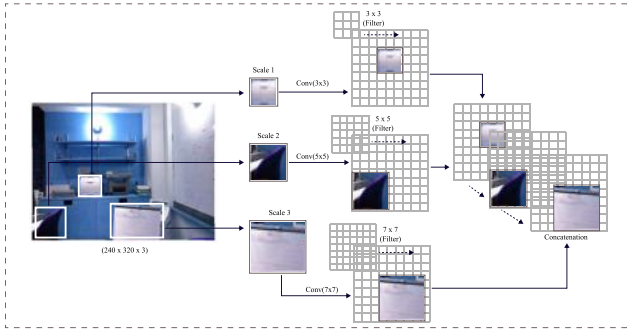 3 x 3
(Filter)
Scale 1
Conv(3x3)
5 x 5
(Filter)
Scale 2
Conv(5x5)
Scale 3
7 x 7
(Filter)
Concatenation
(240 x 320 x 3)
Conv(7x7)